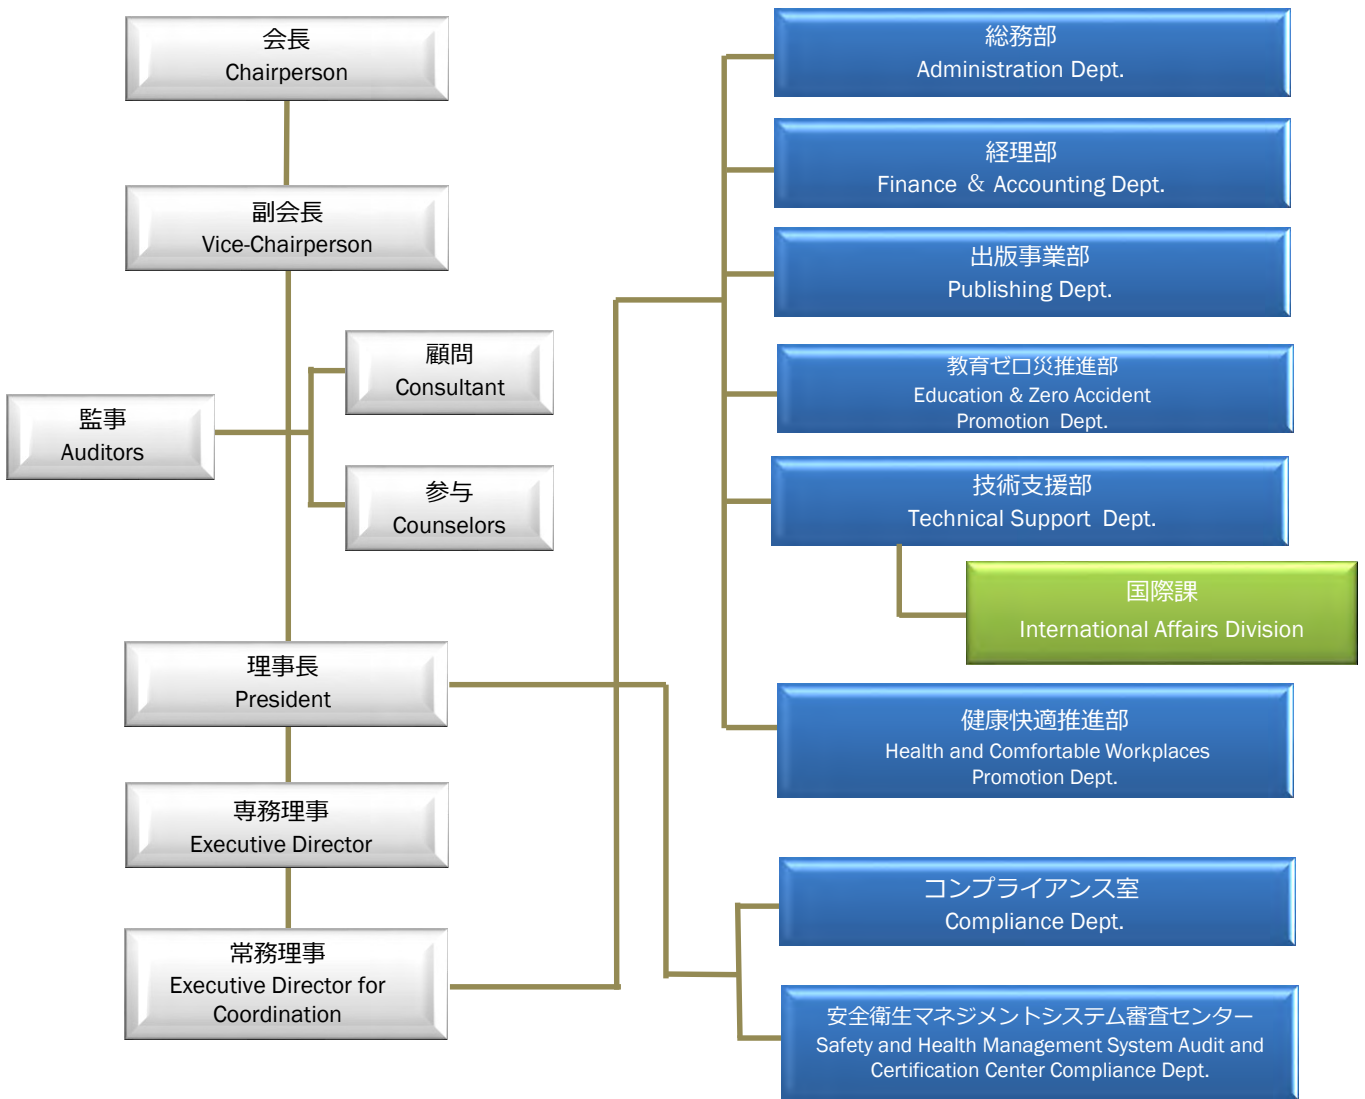 会長
Chairperson
副会長
Vice-Chairperson
顧問
Consultant
監事
Auditors
参与
Counselors
理事長
President
専務理事
Executive Director
常務理事
Executive Director for
Coordination
総務部
Administration Dept.
経理部
Finance & Accounting Dept.
出版事業部
Publishing Dept.
教育ゼロ災推進部
Education & Zero Accident
Promotion Dept.
技術支援部
Technical Support Dept.
国際課
International Affairs Division
健康快適推進部
Health and Comfortable Workplaces
Promotion Dept.
コンプライアンス室
Compliance Dept.
安全衛生マネジメントシステム審査センター
Safety and Health Management System Audit and
Certification Center Compliance Dept.